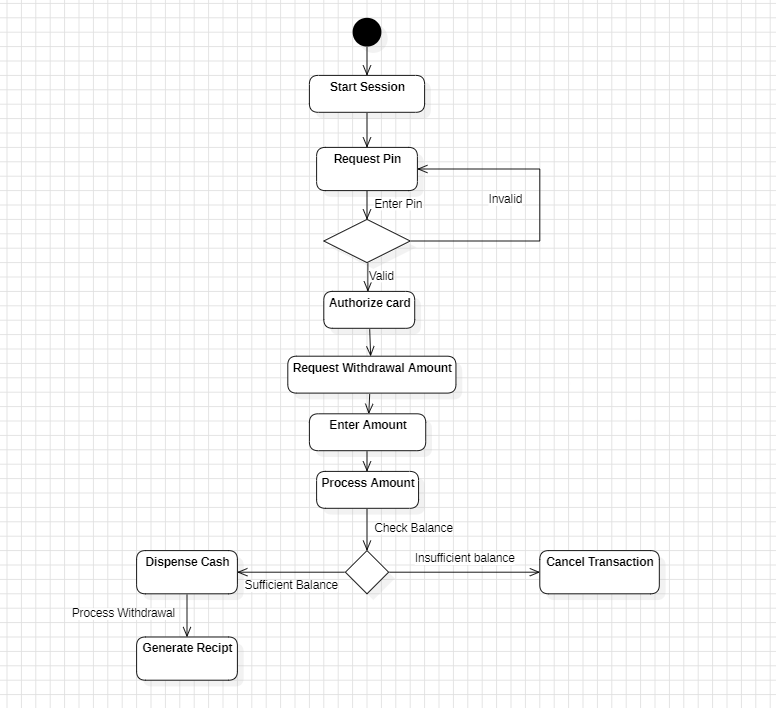 Start Session
Request Pin
Enter Pin
Invalid
Valid
Authorize card
Request Withdrawal Amount
Enter Amount
Process Amount
Check Balance
Insufficient balance
Dispense Cash
Cancel Transaction
Sufficient Balance
Process Withdrawal
Generate Recipt